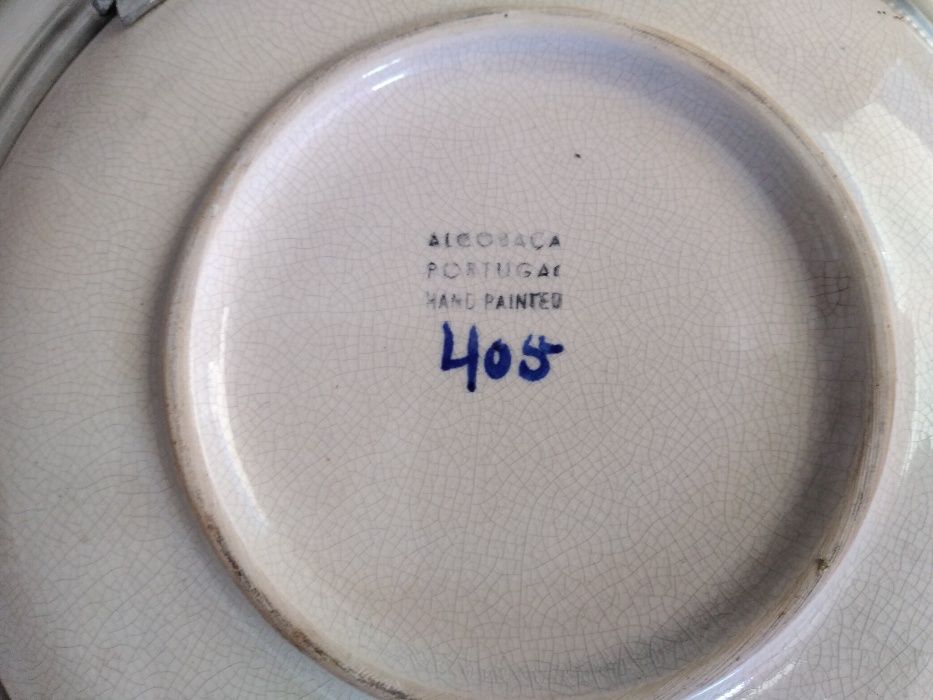 ALCOBAÇA
PORTUGAL
HAND PAINTED
405